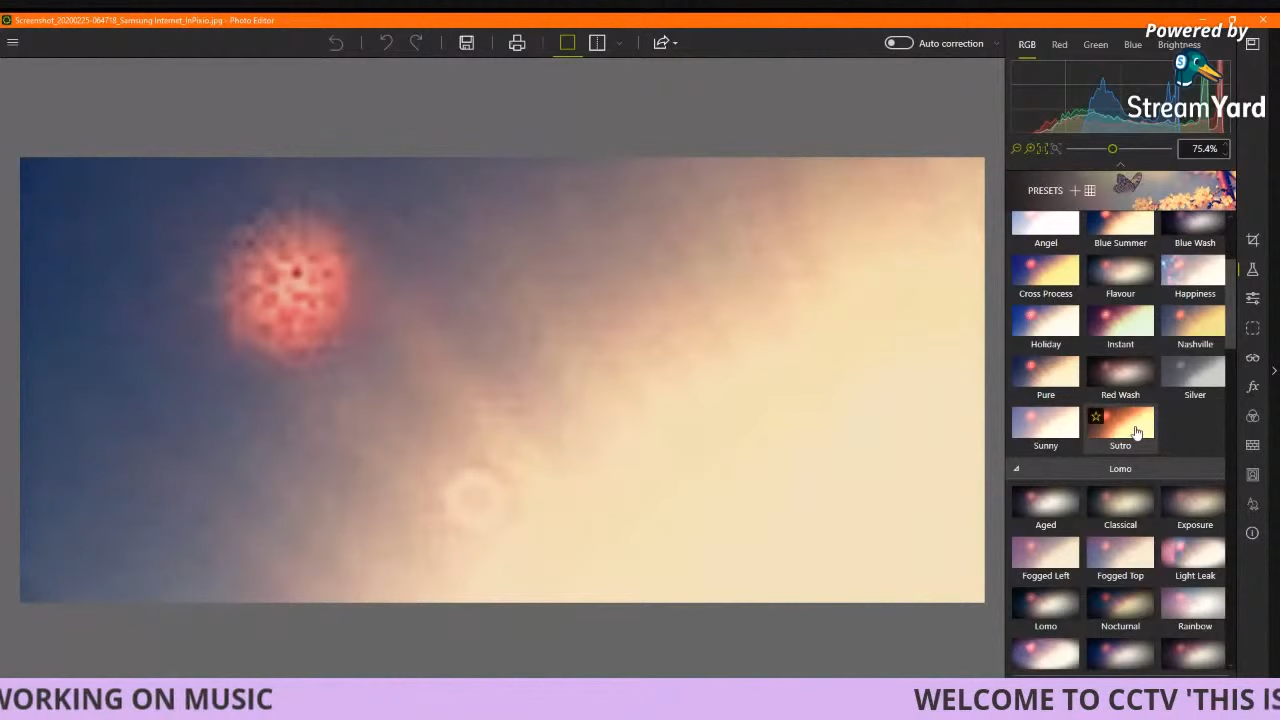 Screenshot_20200225-064718_Samsung Internet_InPixio.jpg - Photo Editor
Powered by
StreamYard
Auto correction
RGB Red Green Blue Brightness
75.4%
PRESETS
Angel Blue Summer Blue Wash
Cross Process Flavour Happiness
Holiday Instant Nashville
Pure Red Wash Silver
Sunny Sutro
Lomo
Aged Classical Exposure
Fogged Left Fogged Top Light Leak
Lomo Nocturnal Rainbow
WORKING ON MUSIC WELCOME TO CCTV 'THIS IS